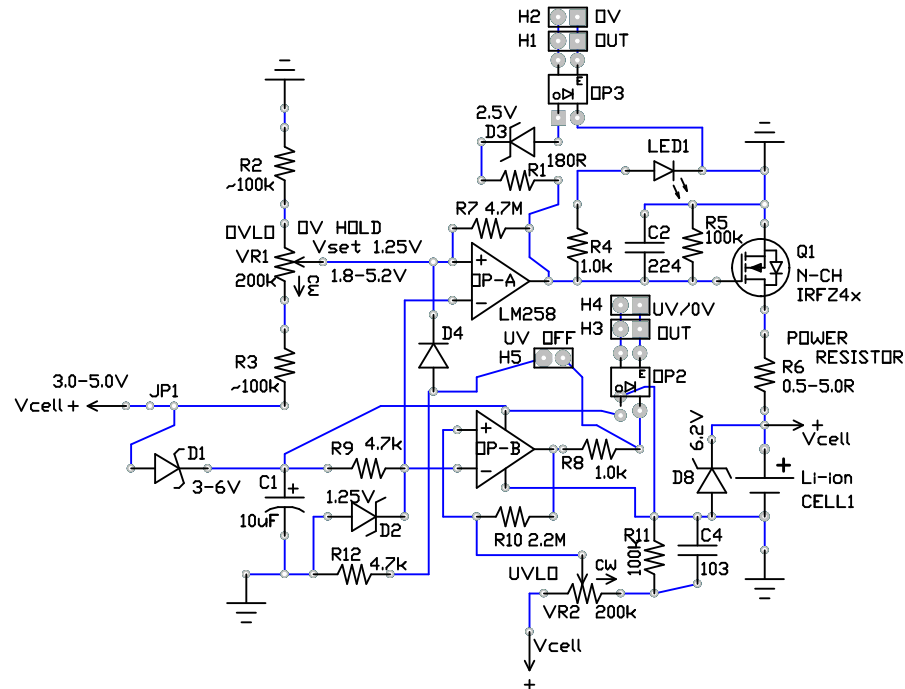 H2 OV
H1 OUT
E
OP3
2.5V
D3
180R
R1
LED1
R2
~100k
R7 4.7M
OVLO OV HOLD
Vset 1.25V
VR1
200k
CW
1.8-5.2V
+
OP-A
−
LM258
R4
1.0k
C2
224
R5
100k
Q1
N-CH
IRFZ4x
H4 UV/OV
H3 OUT
D4
UV OFF
H5
E
OP2
POWER
RESISTOR
R6
0.5-5.0R
R3
~100k
3.0-5.0V
JP1
Vcell+
+
Vcell
6.2V
D8
+
Li-ion
CELL1
D1
3-6V
R9 4.7k
+
OP-B
−
R8
1.0k
C1 +
10uF
1.25V
D2
R10 2.2M
R11
100k
C4
103
R12
4.7k
UVLO
CW
VR2 200k
Vcell
+